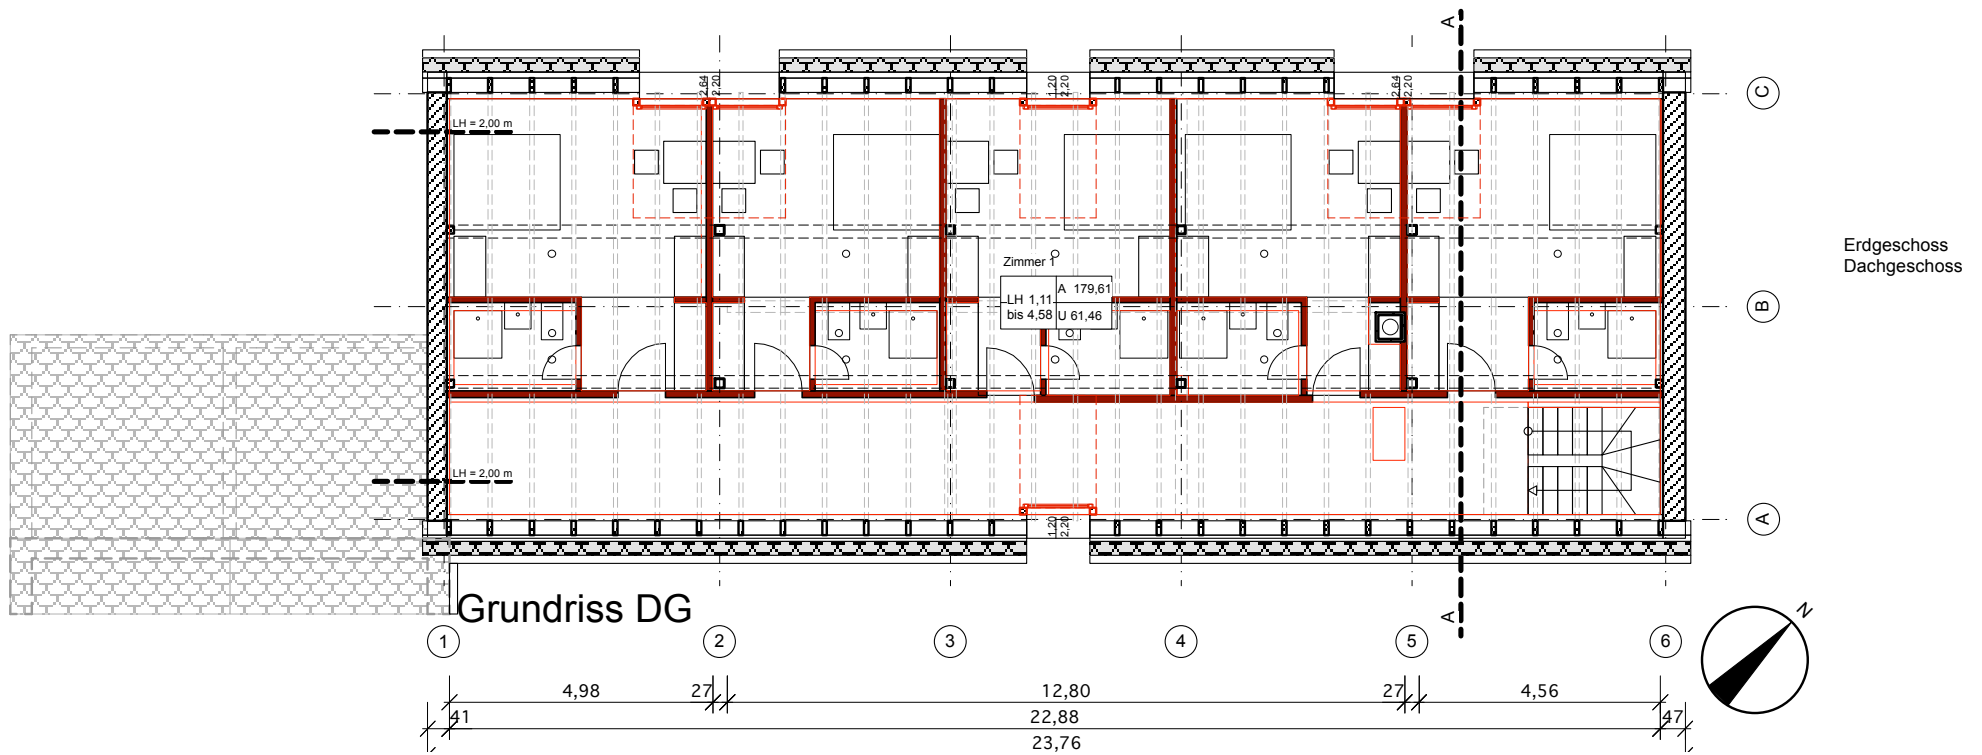 A
2,64
2,20
1,20
2,20
2,64
2,20
C
LH = 2,00 m
Erdgeschoss
Dachgeschoss
Zimmer 1
LH 1,11
bis 4,58
A 179,61
U 61,46
B
LH = 2,00 m
1,20
2,20
A
Grundriss DG
A
N
1
2
3
4
5
6
4,98
27
12,80
27
4,56
41
22,88
47
23,76